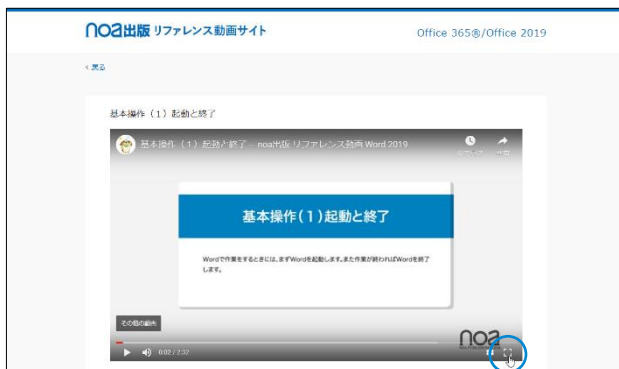 noa出版 リファレンス動画サイト
Office 365®/Office 2019
< 戻る
基本操作（1）起動と終了
基本操作（1）起動と終了 – noa出版 リファレンス動画 Word 2019
基本操作（1）起動と終了
Wordで作業をするときには、まずWordを起動します。また作業が終わればWordを終了
します。
その他の動画
noa
0:02 / 2:32